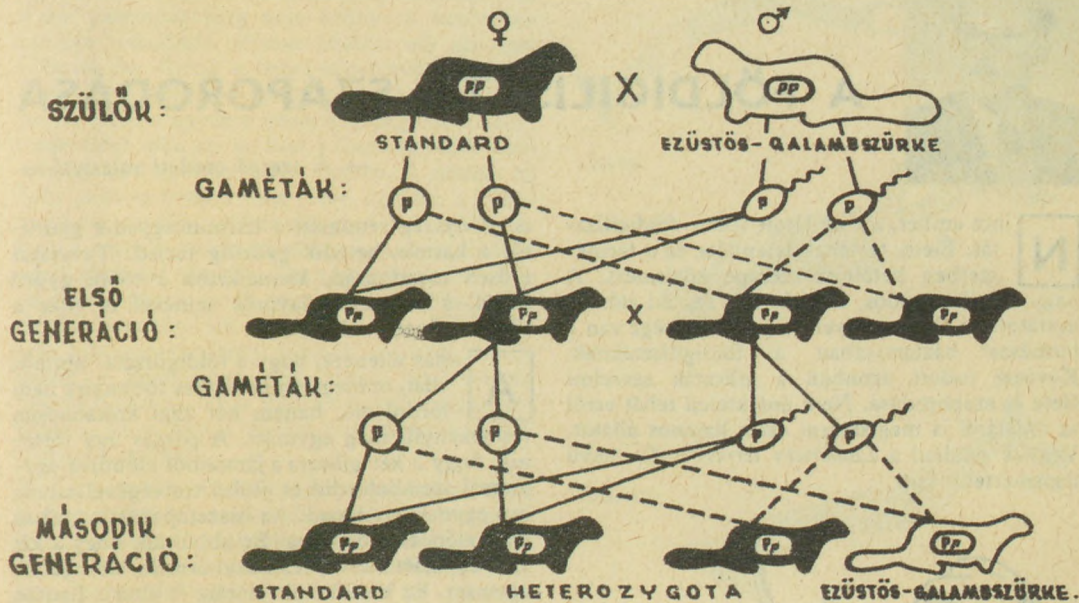 ♀ ♂
SZÜLŐK: pp X pp
STANDARD EZÜSTÖS-GALAMBSZÜRKE
GAMÉTÁK: p p p p
ELSŐ
GENERÁCIÓ: Pp Pp X Pp Pp
GAMÉTÁK: P P P P
MÁSODIK
GENERÁCIÓ: Pp Pp Pp Pp
STANDARD HETEROZYGOTA EZÜSTÖS-GALAMBSZÜRKE.